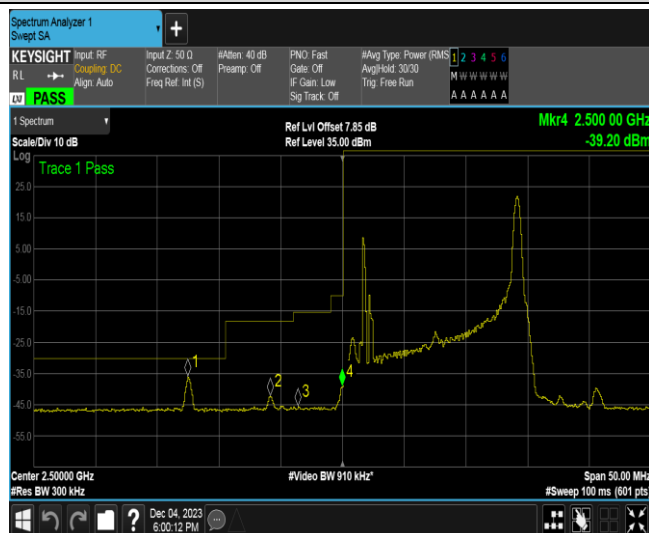 Spectrum Analyzer 1
Swept SA
KEYSIGHT Input: RF Input Z: 50 Ω #Atten: 40 dB PNO: Fast #Avg Type: Power (RMS 1 2 3 4 5 6
RL Coupling: DC Corrections: Off Preamp: Off Gate: Off Avg|Hold: 30/30 M W W W W W
Align: Auto Freq Ref: Int (S) IF Gain: Low Trig: Free Run
LXI PASS Sig Track: Off A A A A A A
1 Spectrum Ref Lvl Offset 7.85 dB Mkr4 2.500 00 GHz
Scale/Div 10 dB Ref Level 35.00 dBm -39.20 dBm
Log
Trace 1 Pass
25.0
15.0
5.00
-5.00
-15.0
-25.0
1
-35.0
2
3
4
-45.0
-55.0
Center 2.50000 GHz #Video BW 910 kHz* Span 50.00 MHz
#Res BW 300 kHz #Sweep 100 ms (601 pts)
? Dec 04, 2023
6:00:12 PM